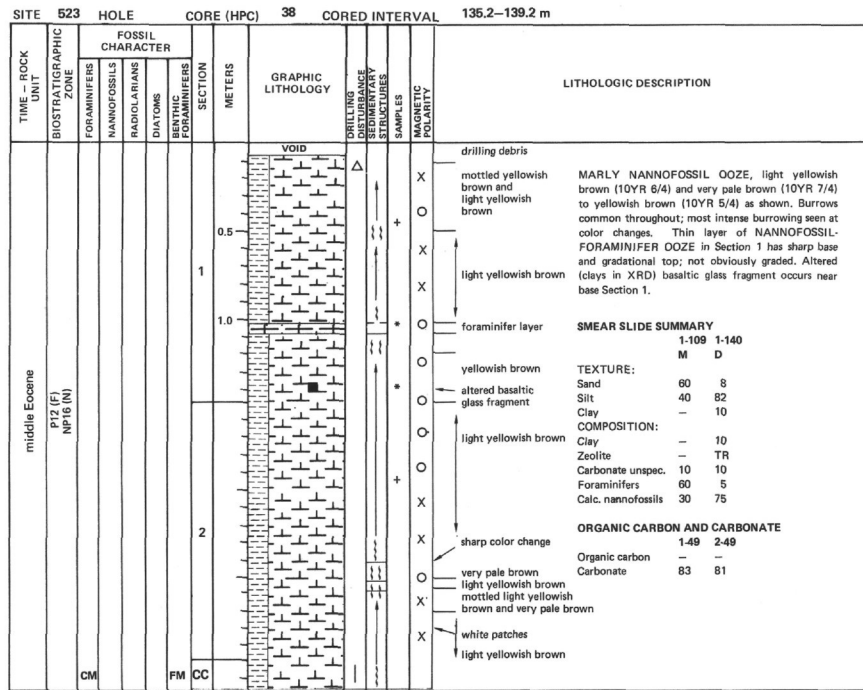 SITE 523 HOLE CORE (HPC) 38 CORED INTERVAL 135.2–139.2 m
TIME – ROCK UNIT
BIOSTRATIGRAPHIC ZONE
FOSSIL CHARACTER
FORAMINIFERS
NANNOFOSSILS
RADIOLARIANS
DIATOMS
BENTHIC FORAMINIFERS
SECTION
METERS
GRAPHIC LITHOLOGY
DRILLING DISTURBANCE
SEDIMENTARY STRUCTURES
SAMPLES
MAGNETIC POLARITY
LITHOLOGIC DESCRIPTION
middle Eocene
P12 (F)
NP16 (N)
CM
FM
1
2
CC
0.5
1.0
VOID
+
*
*
+
X
O
X
X
O
O
O
O
O
X
X
O
X
X
drilling debris
mottled yellowish
brown and
light yellowish
brown
light yellowish brown
foraminifer layer
yellowish brown
altered basaltic
glass fragment
light yellowish brown
sharp color change
very pale brown
light yellowish brown
mottled light yellowish
brown and very pale brown
white patches
light yellowish brown
MARLY NANNOFOSSIL OOZE, light yellowish
brown (10YR 6/4) and very pale brown (10YR 7/4)
to yellowish brown (10YR 5/4) as shown. Burrows
common throughout; most intense burrowing seen at
color changes. Thin layer of NANNOFOSSIL-
FORAMINIFER OOZE in Section 1 has sharp base
and gradational top; not obviously graded. Altered
(clays in XRD) basaltic glass fragment occurs near
base Section 1.
SMEAR SLIDE SUMMARY
1-109 1-140
M D
TEXTURE:
Sand 60 8
Silt 40 82
Clay – 10
COMPOSITION:
Clay – 10
Zeolite – TR
Carbonate unspec. 10 10
Foraminifers 60 5
Calc. nannofossils 30 75
ORGANIC CARBON AND CARBONATE
1-49 2-49
Organic carbon – –
Carbonate 83 81